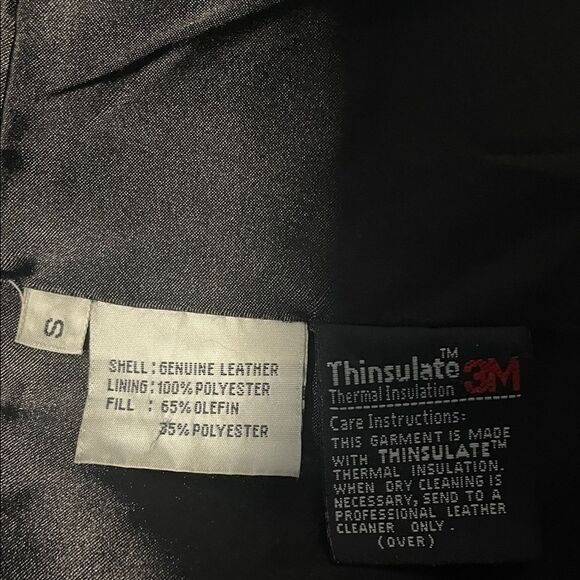 S
SHELL : GENUINE LEATHER
LINING : 100% POLYESTER
FILL : 65% OLEFIN
35% POLYESTER
Thinsulate™ 3M
Thermal Insulation
Care Instructions:
THIS GARMENT IS MADE
WITH THINSULATE™
THERMAL INSULATION.
WHEN DRY CLEANING IS
NECESSARY, SEND TO A
PROFESSIONAL LEATHER
CLEANER ONLY.
(OVER)